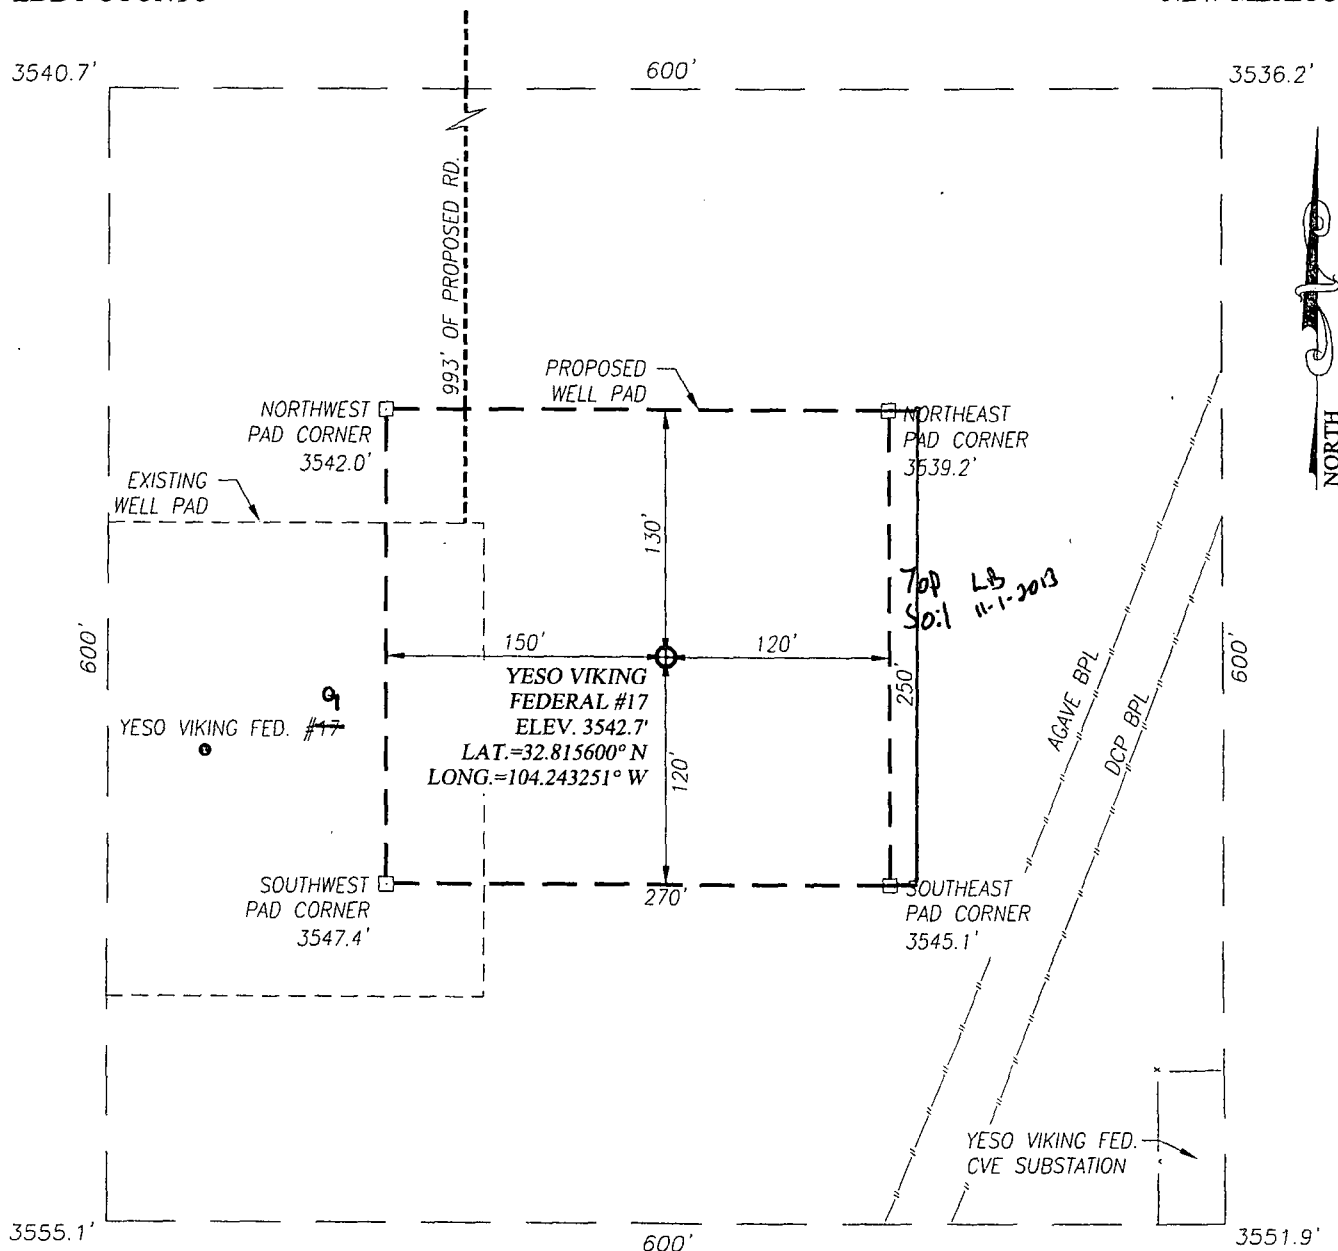 3540.7'
600'
3536.2'
993' OF PROPOSED RD.
NORTH
PROPOSED
WELL PAD
NORTHWEST
PAD CORNER
3542.0'
NORTHEAST
PAD CORNER
3539.2'
EXISTING
WELL PAD
130'
Top LB
Soil 11-1-2013
600'
150'
120'
250'
600'
YESO VIKING
FEDERAL #17
ELEV. 3542.7'
LAT.=32.815600° N
LONG.=104.243251° W
120'
YESO VIKING FED. #17
AGAVE BPL
DCP BPL
SOUTHWEST
PAD CORNER
3547.4'
270'
SOUTHEAST
PAD CORNER
3545.1'
YESO VIKING FED.
CVE SUBSTATION
3555.1'
600'
3551.9'